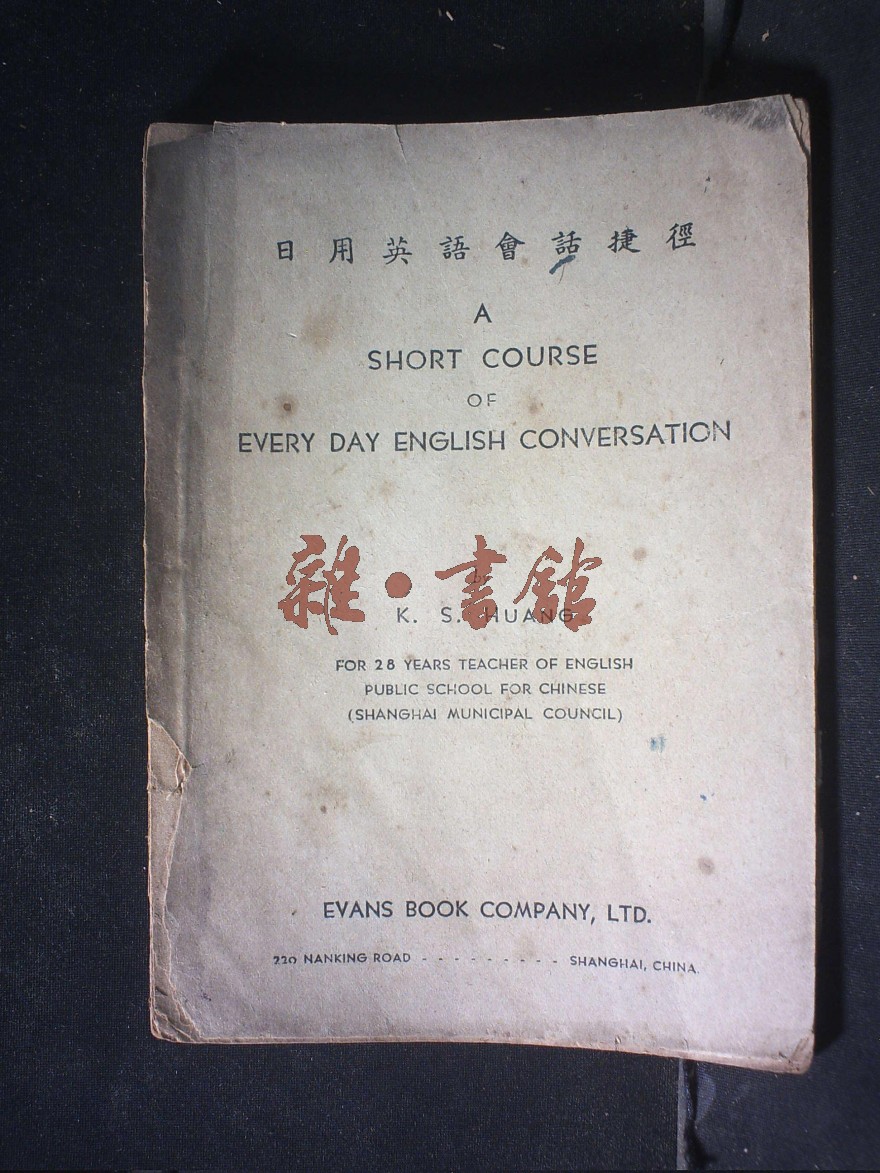 日用英語會話捷徑
A
SHORT COURSE
OF
EVERY DAY ENGLISH CONVERSATION
雜·書館
K. S. HUANG
FOR 28 YEARS TEACHER OF ENGLISH
PUBLIC SCHOOL FOR CHINESE
(SHANGHAI MUNICIPAL COUNCIL)
EVANS BOOK COMPANY, LTD.
220 NANKING ROAD - - - - - - - - - SHANGHAI, CHINA.